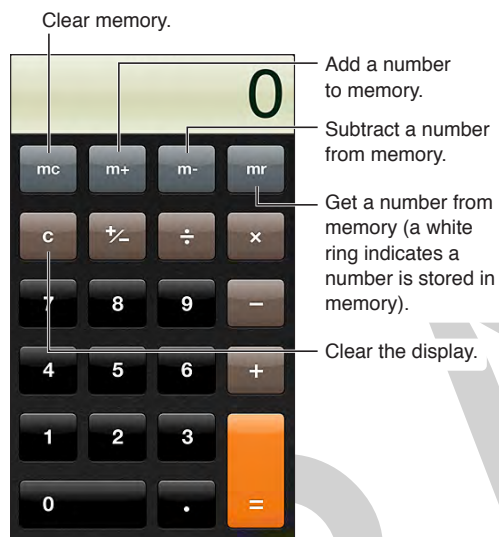 Clear memory.
Add a number
to memory.
0
Subtract a number
from memory.
mc m+ m- mr
Get a number from
memory (a white
ring indicates a
number is stored in
memory).
c +/− ÷ ×
7 8 9 −
Clear the display.
4 5 6 +
1 2 3
0 . =